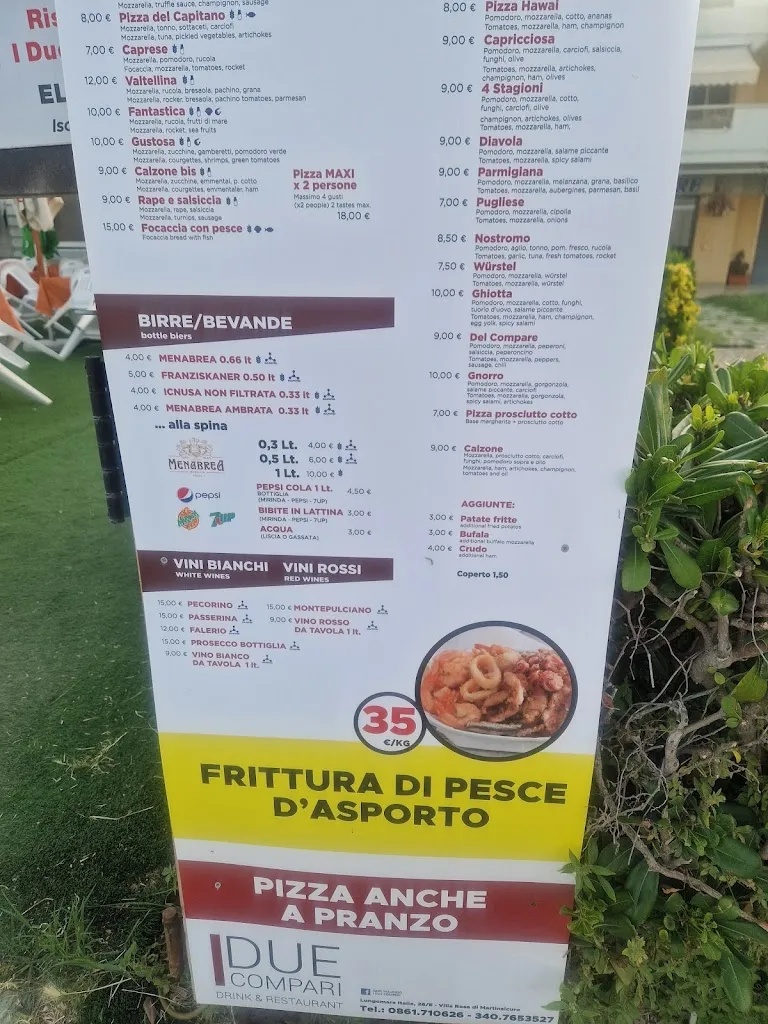 Ris
I Due
EL
Mozzarella, truffle sauce, champignon, sausage
8,00 € Pizza del Capitano
Mozzarella, tonno, sottaceti, carciofi
Mozzarella, tuna, pickled vegetables, artichokes
7,00 € Caprese
Mozzarella, pomodoro, rucola
Focaccia, mozzarella, tomatoes, rocket
12,00 € Valtellina
Mozzarella, rucola, bresaola, pachino, grana
Mozzarella, rocker, bresaola, pachino tomatoes, parmesan
10,00 € Fantastica
Mozzarella, rucola, frutti di mare
Mozzarella, rocket, sea fruits
10,00 € Gustosa
Mozzarella, zucchine, gamberetti, pomodoro verde
Mozzarella, courgettes, shrimps, green tomatoes
9,00 € Calzone bis
Mozzarella, zucchine, emmental, p. cotto
Mozzarella, courgettes, emmentaler, ham
9,00 € Rape e salsiccia
Mozzarella, rape, salsiccia
Mozzarella, turnips, sausage
15,00 € Focaccia con pesce
Focaccia bread with fish
Pizza MAXI
x 2 persone
Massimo 4 gusti
(x2 people) 2 tastes max.
18,00 €
BIRRE/BEVANDE
bottle biers
4,00 € MENABREA 0.66 lt
5,00 € FRANZISKANER 0.50 lt
4,00 € ICNUSA NON FILTRATA 0.33 lt
4,00 € MENABREA AMBRATA 0.33 lt
... alla spina
MENABREA
0,3 Lt. 4,00 €
0,5 Lt. 6,00 €
1 Lt. 10,00 €
pepsi
7UP
PEPSI COLA 1 Lt. 4,50 €
BOTTIGLIA
(MIRINDA - PEPSI - 7UP)
BIBITE IN LATTINA 3,00 €
(MIRINDA - PEPSI - 7UP)
ACQUA 3,00 €
(LISCIA O GASSATA)
VINI BIANCHI
WHITE WINES
VINI ROSSI
RED WINES
15,00 € PECORINO
15,00 € PASSERINA
12,00 € FALERIO
15,00 € PROSECCO BOTTIGLIA
9,00 € VINO BIANCO
DA TAVOLA 1 lt.
15,00 € MONTEPULCIANO
9,00 € VINO ROSSO
DA TAVOLA 1 lt.
8,00 € Pizza Hawai
Pomodoro, mozzarella, cotto, ananas
Tomatoes, mozzarella, ham, champignon
9,00 € Capricciosa
Pomodoro, mozzarella, carciofi, salsiccia,
funghi, olive
Tomatoes, mozzarella, artichokes,
champignon, ham, olives
9,00 € 4 Stagioni
Pomodoro, mozzarella, cotto,
funghi, carciofi, olive
champignon, artichokes, olives
Tomatoes, mozzarella, ham,
9,00 € Diavola
Pomodoro, mozzarella, salame piccante
Tomatoes, mozzarella, spicy salami
9,00 € Parmigiana
Pomodoro, mozzarella, melanzana, grana, basilico
Tomatoes, mozzarella, aubergines, parmesan, basil
7,00 € Pugliese
Pomodoro, mozzarella, cipolla
Tomatoes, mozzarella, onions
8,50 € Nostromo
Pomodoro, aglio, tonno, pom. fresco, rucola
Tomatoes, garlic, tuna, fresh tomatoes, rocket
7,50 € Würstel
Pomodoro, mozzarella, würstel
Tomatoes, mozzarella, würstel
10,00 € Ghiotta
Pomodoro, mozzarella, cotto, funghi,
tuorlo d'uovo, salame piccante
Tomatoes, mozzarella, ham, champignon,
egg yolk, spicy salami
9,00 € Del Compare
Pomodoro, mozzarella, peperoni,
salsiccia, peperoncino
Tomatoes, mozzarella, peppers,
sausage, chili
10,00 € Gnorro
Pomodoro, mozzarella, gorgonzola,
salame piccante, carciofi
Tomatoes, mozzarella, gorgonzola,
spicy salami, artichokes
7,00 € Pizza prosciutto cotto
Base margherita + prosciutto cotto
9,00 € Calzone
Mozzarella, prosciutto cotto, carciofi,
funghi, pomodoro sopra e olio
Mozzarella, ham, artichokes, champignon,
tomatoes and oil
AGGIUNTE:
3,00 € Patate fritte
additional fried potatos
3,00 € Bufala
additional buffalo mozzarella
4,00 € Crudo
additional ham
Coperto 1,50
35
€/KG
FRITTURA DI PESCE
D'ASPORTO
PIZZA ANCHE
A PRANZO
DUE
COMPARI
DRINK & RESTAURANT
Lungomare Italia, 26/E - Villa Rosa di Martinsicuro
Tel.: 0861.710626 - 340.7653527